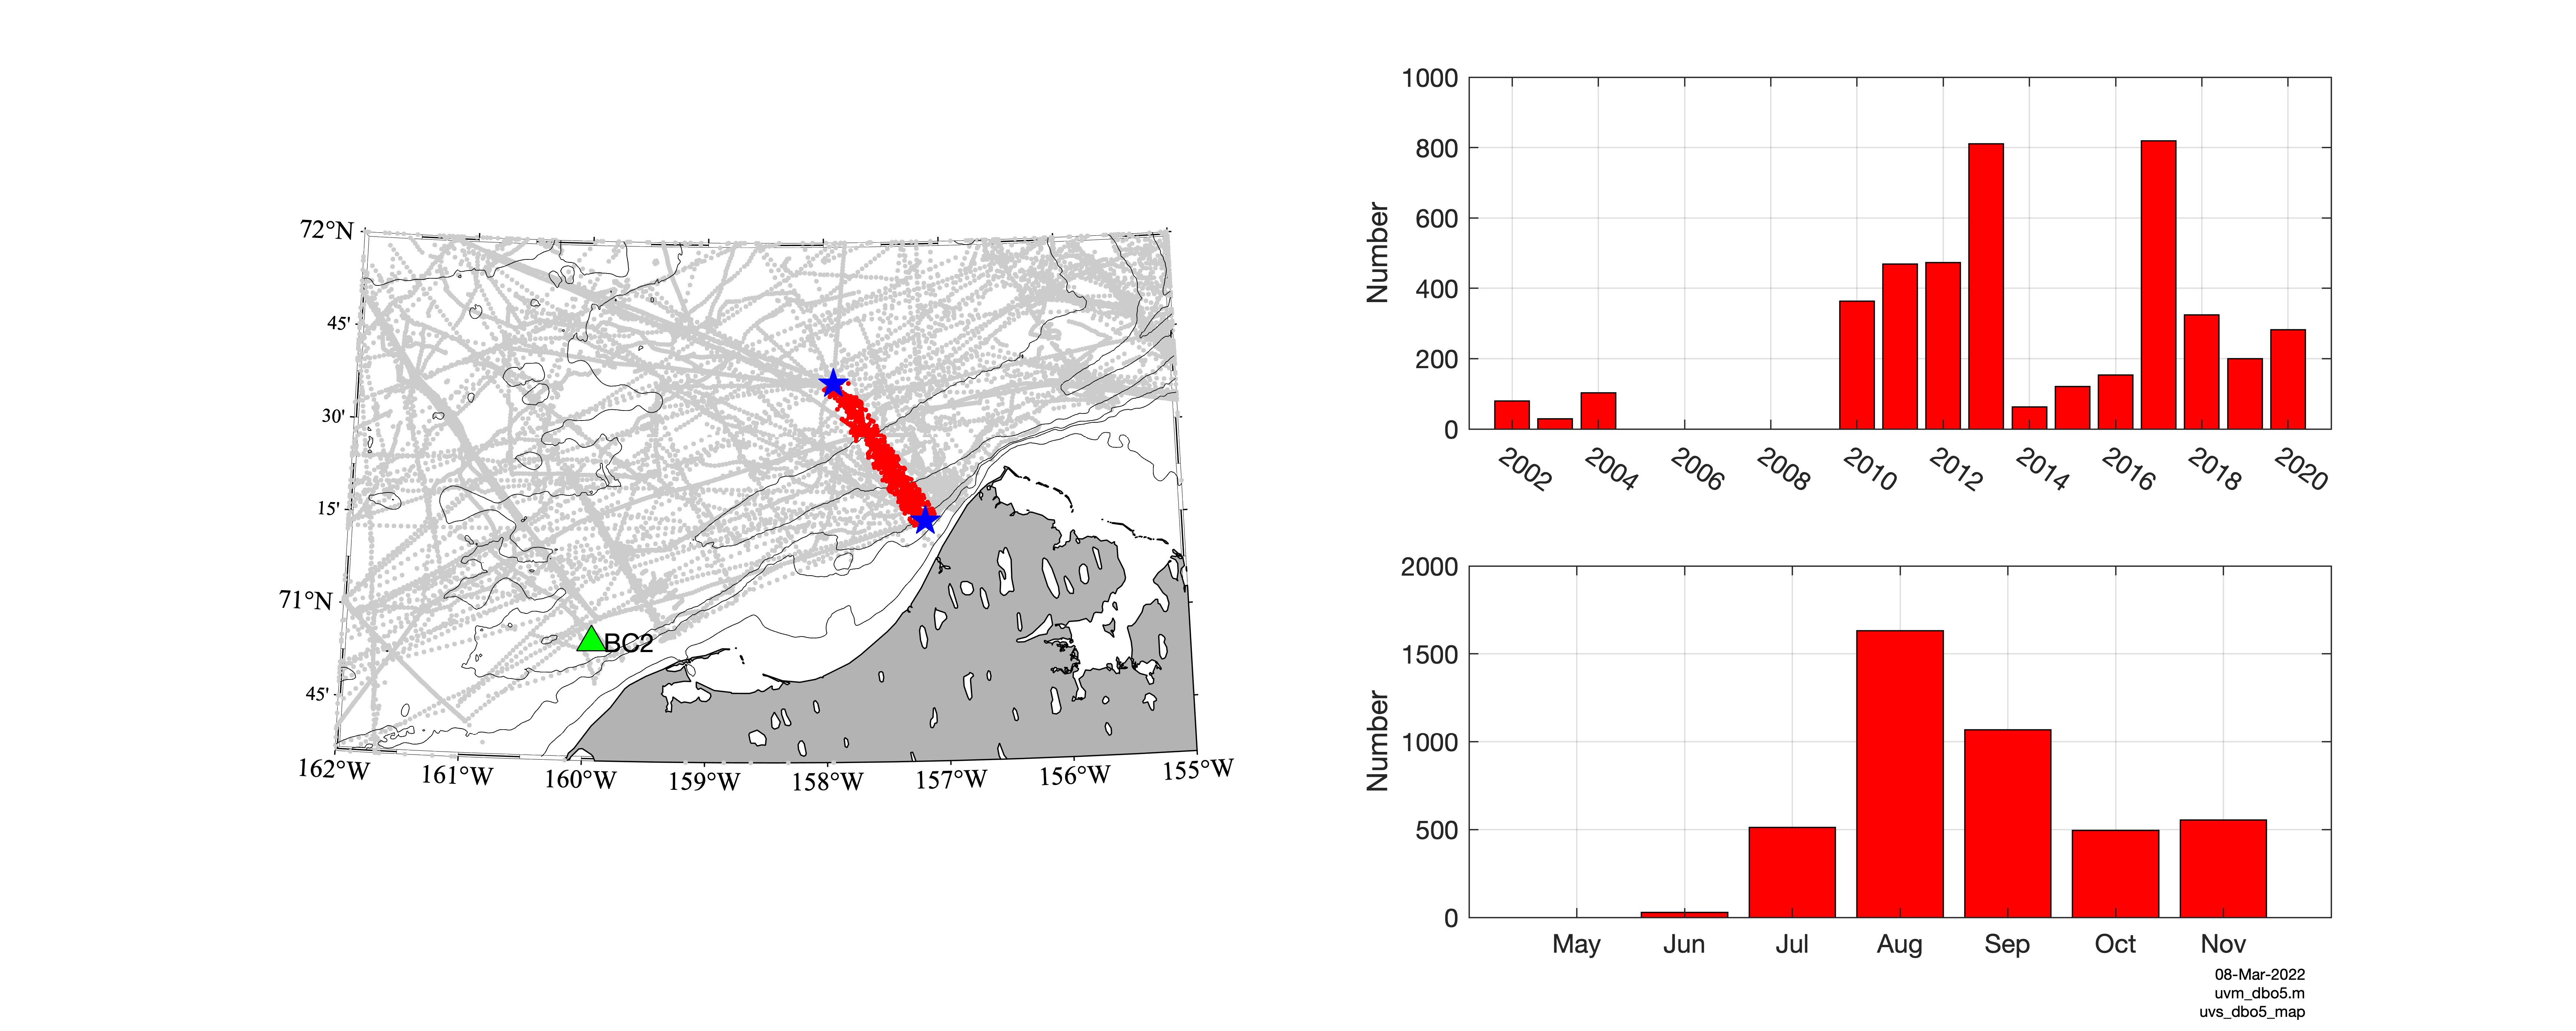 72°N
45'
30'
15'
71°N
45'
BC2
162°W 161°W 160°W 159°W 158°W 157°W 156°W 155°W
1000
800
600
400
200
0
Number
2002 2004 2006 2008 2010 2012 2014 2016 2018 2020
2000
1500
1000
500
0
Number
May Jun Jul Aug Sep Oct Nov
08-Mar-2022
uvm_dbo5.m
uvs_dbo5_map